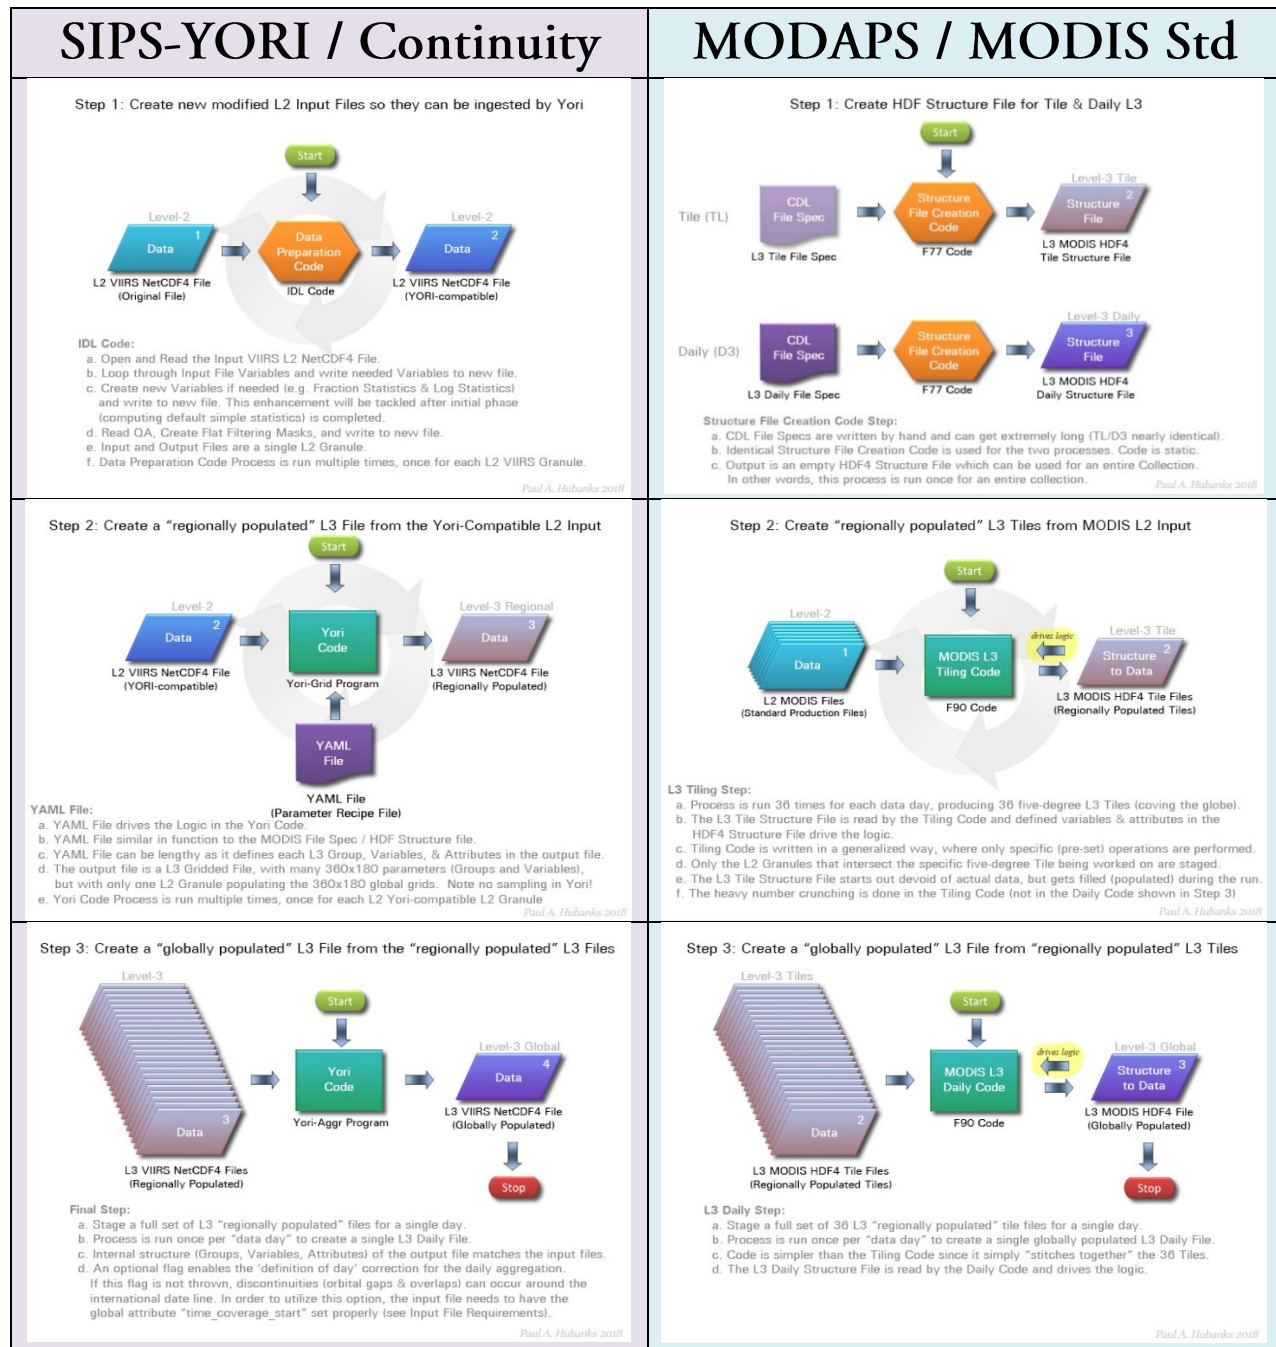 SIPS-YORI / Continuity
MODAPS / MODIS Std
Step 1: Create new modified L2 Input Files so they can be ingested by Yori
Start
Level-2
Data 1
L2 VIIRS NetCDF4 File
(Original File)
Data
Preparation
Code
IDL Code
Level-2
Data 2
L2 VIIRS NetCDF4 File
(YORI-compatible)
IDL Code:
a. Open and Read the Input VIIRS L2 NetCDF4 File.
b. Loop through Input File Variables and write needed Variables to new file.
c. Create new Variables if needed (e.g. Fraction Statistics & Log Statistics)
and write to new file. This enhancement will be tackled after initial phase
(computing default simple statistics) is completed.
d. Read QA, Create Flat Filtering Masks, and write to new file.
e. Input and Output Files are a single L2 Granule.
f. Data Preparation Code Process is run multiple times, once for each L2 VIIRS Granule.
Paul A. Hubanks 2018
Step 1: Create HDF Structure File for Tile & Daily L3
Start
Tile (TL)
CDL
File Spec
L3 Tile File Spec
Structure
File Creation
Code
F77 Code
Level-3 Tile
Structure 2
File
L3 MODIS HDF4
Tile Structure File
Daily (D3)
CDL
File Spec
L3 Daily File Spec
Structure
File Creation
Code
F77 Code
Level-3 Daily
Structure 3
File
L3 MODIS HDF4
Daily Structure File
Structure File Creation Code Step:
a. CDL File Specs are written by hand and can get extremely long (TL/D3 nearly identical).
b. Identical Structure File Creation Code is used for the two processes. Code is static.
c. Output is an empty HDF4 Structure File which can be used for an entire Collection.
In other words, this process is run once for an entire collection.
Paul A. Hubanks 2018
Step 2: Create a “regionally populated” L3 File from the Yori-Compatible L2 Input
Start
Level-2
Data 2
L2 VIIRS NetCDF4 File
(YORI-compatible)
Yori
Code
Yori-Grid Program
Level-3 Regional
Data 3
L3 VIIRS NetCDF4 File
(Regionally Populated)
YAML
File
YAML File
(Parameter Recipe File)
YAML File:
a. YAML File drives the Logic in the Yori Code.
b. YAML File similar in function to the MODIS File Spec / HDF Structure file.
c. YAML File can be lengthy as it defines each L3 Group, Variables, & Attributes in the output file.
d. The output file is a L3 Gridded File, with many 360x180 parameters (Groups and Variables),
but with only one L2 Granule populating the 360x180 global grids. Note no sampling in Yori!
e. Yori Code Process is run multiple times, once for each L2 Yori-compatible L2 Granule
Paul A. Hubanks 2018
Step 2: Create “regionally populated” L3 Tiles from MODIS L2 Input
Start
Level-2
Data 1
L2 MODIS Files
(Standard Production Files)
MODIS L3
Tiling Code
F90 Code
drives logic
Level-3 Tile
Structure 2
to Data
L3 MODIS HDF4 Tile Files
(Regionally Populated Tiles)
L3 Tiling Step:
a. Process is run 36 times for each data day, producing 36 five-degree L3 Tiles (coving the globe).
b. The L3 Tile Structure File is read by the Tiling Code and defined variables & attributes in the
HDF4 Structure File drive the logic.
c. Tiling Code is written in a generalized way, where only specific (pre-set) operations are performed.
d. Only the L2 Granules that intersect the specific five-degree Tile being worked on are staged.
e. The L3 Tile Structure File starts out devoid of actual data, but gets filled (populated) during the run.
f. The heavy number crunching is done in the Tiling Code (not in the Daily Code shown in Step 3)
Paul A. Hubanks 2018
Step 3: Create a “globally populated” L3 File from the “regionally populated” L3 Files
Level-3
Data 3
L3 VIIRS NetCDF4 Files
(Regionally Populated)
Start
Yori
Code
Yori-Aggr Program
Level-3 Global
Data 4
L3 VIIRS NetCDF4 File
(Globally Populated)
Stop
Final Step:
a. Stage a full set of L3 “regionally populated” files for a single day.
b. Process is run once per “data day” to create a single L3 Daily File.
c. Internal structure (Groups, Variables, Attributes) of the output file matches the input files.
d. An optional flag enables the ‘definition of day’ correction for the daily aggregation.
If this flag is not thrown, discontinuities (orbital gaps & overlaps) can occur around the
international date line. In order to utilize this option, the input file needs to have the
global attribute “time_coverage_start” set properly (see Input File Requirements).
Paul A. Hubanks 2018
Step 3: Create a “globally populated” L3 File from “regionally populated” L3 Tiles
Level-3 Tiles
Data 2
L3 MODIS HDF4 Tile Files
(Regionally Populated Tiles)
Start
MODIS L3
Daily Code
F90 Code
drives logic
Level-3 Global
Structure 3
to Data
L3 MODIS HDF4 File
(Globally Populated)
Stop
L3 Daily Step:
a. Stage a full set of 36 L3 “regionally populated” tile files for a single day.
b. Process is run once per “data day” to create a single globally populated L3 Daily File.
c. Code is simpler than the Tiling Code since it simply “stitches together” the 36 Tiles.
d. The L3 Daily Structure File is read by the Daily Code and drives the logic.
Paul A. Hubanks 2018